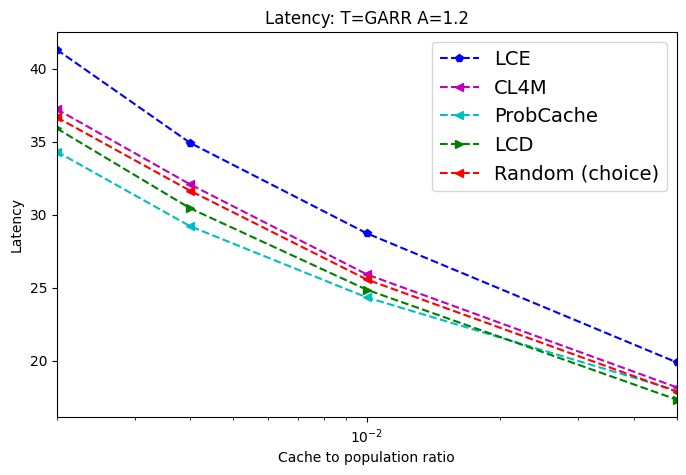 Latency: T=GARR A=1.2
LCE
CL4M
ProbCache
LCD
Random (choice)
40
35
30
25
20
Latency
10⁻²
Cache to population ratio